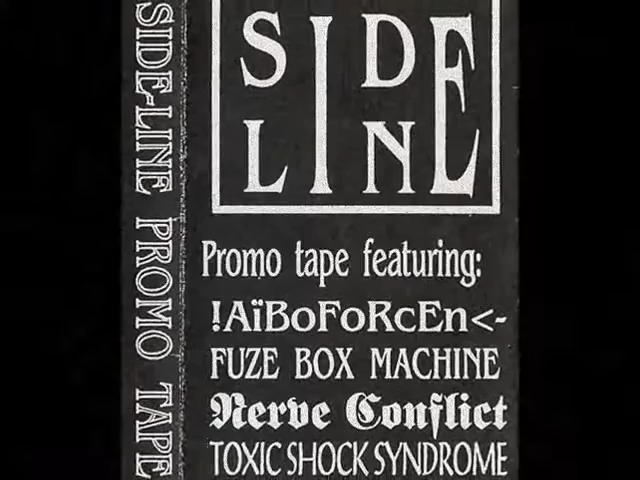 SIDE-LINE PROMO TAPE
SIDE
LINE
Promo tape featuring:
!AïBoFoRcEn<-
FUZE BOX MACHINE
Nerve Conflict
TOXIC SHOCK SYNDROME